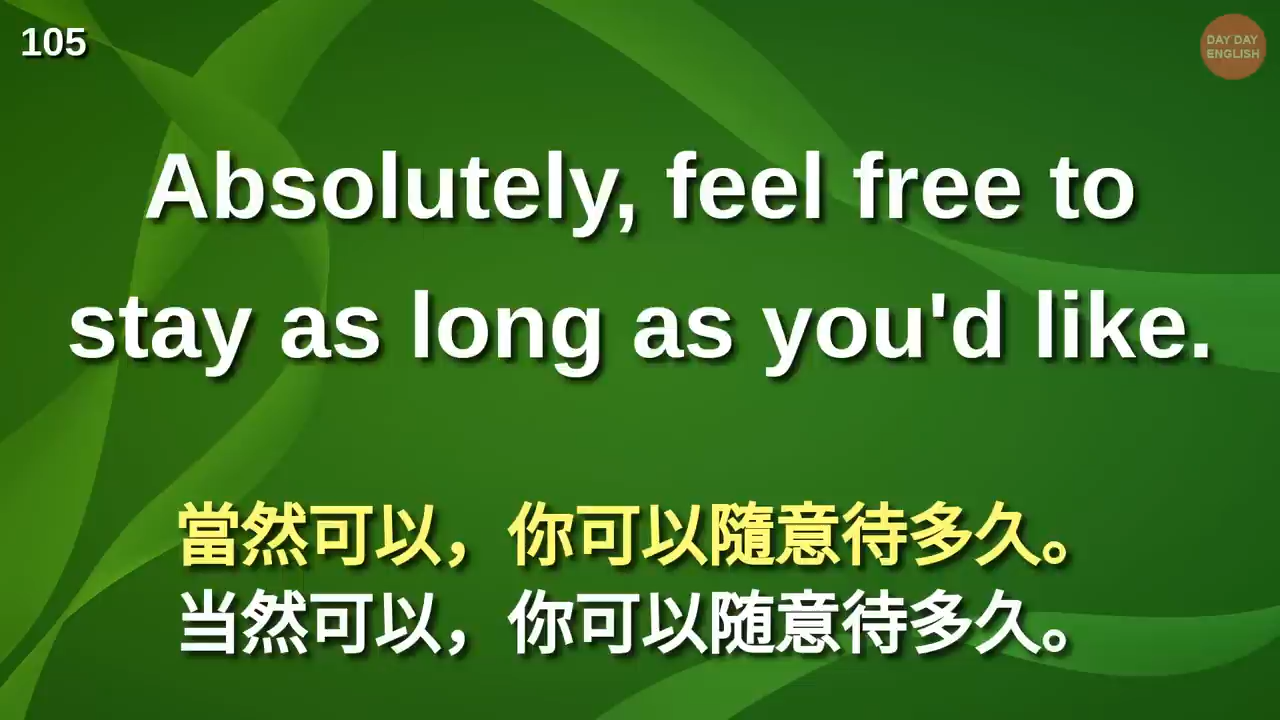 105
DAY DAY
ENGLISH
Absolutely, feel free to
stay as long as you'd like.
當然可以，你可以隨意待多久。
当然可以，你可以随意待多久。